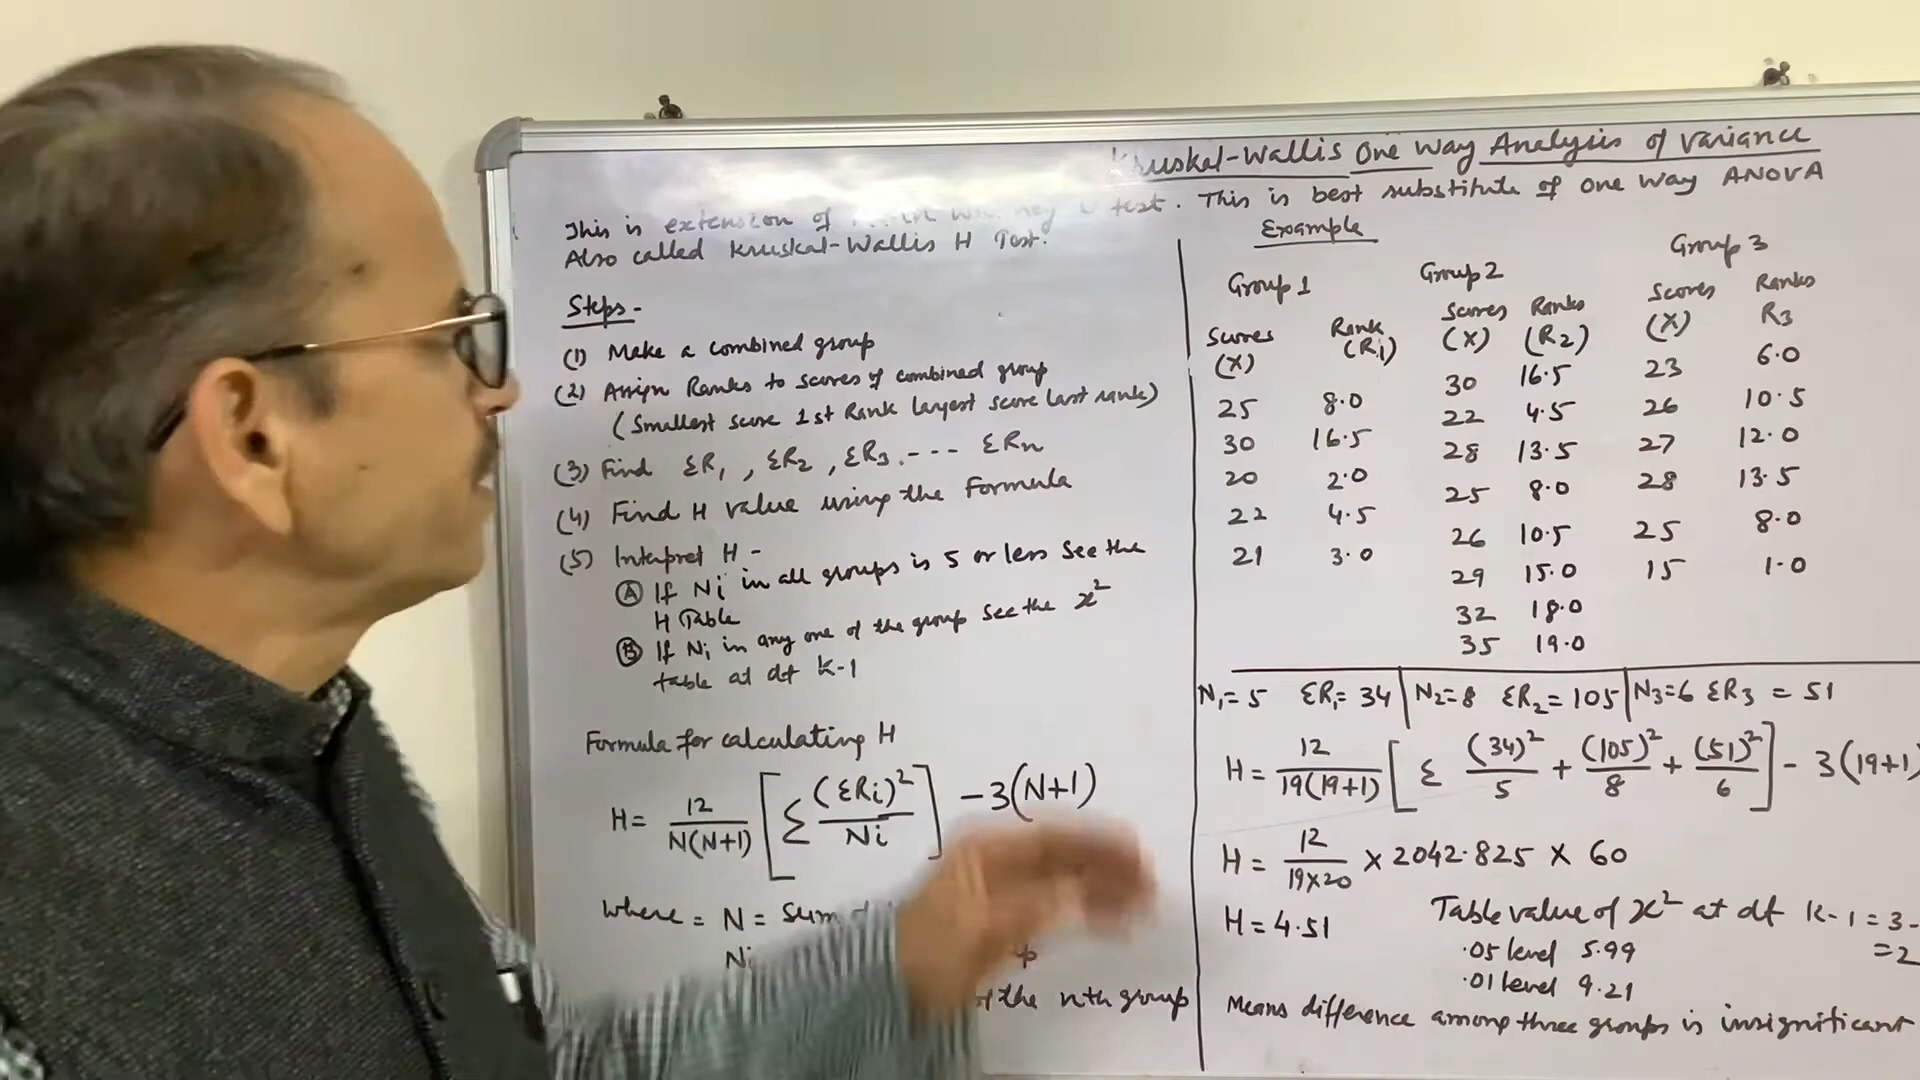 Kruskal-Wallis One Way Analysis of Variance
This is extension of test. This is best substitute of One Way ANOVA
Also called Kruskal-Wallis H Test.
Steps-
(1) Make a combined group
(2) Assign Ranks to scores of combined group
(Smallest score 1st Rank largest score last rank)
(3) Find ΣR1, ΣR2, ΣR3.--- ΣRn
(4) Find H value using the Formula
(5) Interpret H -
(A) If Ni in all groups is 5 or less see the
H Table
(B) If Ni in any one of the group see the x²
table at df k-1
Formula for calculating H
H = 12/N(N+1) [Σ (ΣRi)²/Ni] -3(N+1)
Where = N = Sum
Ni
of the nth group
Example
Group 1 Group 2 Group 3
Scores (X) Rank (R1) Scores (X) Ranks (R2) Scores (X) Ranks R3
25 8.0 30 16.5 23 6.0
30 16.5 22 4.5 26 10.5
20 2.0 28 13.5 27 12.0
22 4.5 25 8.0 28 13.5
21 3.0 26 10.5 25 8.0
29 15.0 15 1.0
32 18.0
35 19.0
N1=5 ΣR1=34 N2=8 ΣR2=105 N3=6 ΣR3=51
H = 12/19(19+1) [Σ (34)²/5 + (105)²/8 + (51)²/6] - 3(19+1)
H = 12/19×20 × 2042.825 × 60
H = 4.51 Table value of x² at df k-1 = 3-
.05 level 5.99 = 2
.01 level 9.21
Means difference among three groups is insignificant